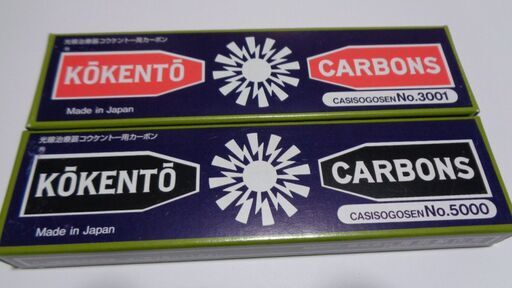 光線治療器コウケントー用カーボン
KŌKENTŌ
CARBONS
CASISOGOSEN No.3001
Made in Japan
光線治療器コウケントー用カーボン
KŌKENTŌ
CARBONS
CASISOGOSEN No.5000
Made in Japan